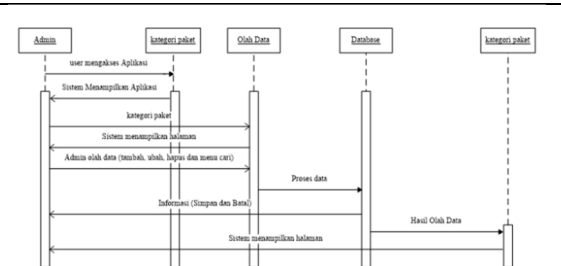 Admin
kategori paket
Olah Data
Database
kategori paket
user mengakses Aplikasi
Sistem Menampilkan Aplikasi
kategori paket
Sistem menampilkan halaman
Admin olah data (tambah, ubah, hapus dan menu cari)
Proses data
Informasi (Simpan dan Batal)
Hasil Olah Data
Sistem menampilkan halaman